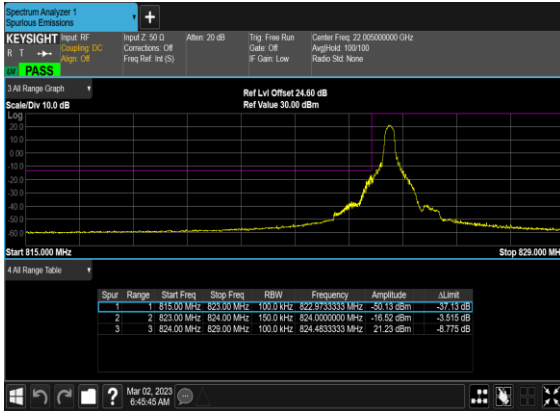 Spectrum Analyzer 1
Spurious Emissions
+
KEYSIGHT Input: RF Input Z: 50 Ω Atten: 20 dB Trig: Free Run Center Freq: 22.005000000 GHz
R T Coupling: DC Corrections: Off Gate: Off Avg|Hold: 100/100
Align: Off Freq Ref: Int (S) IF Gain: Low Radio Std: None
PASS
3 All Range Graph
Ref Lvl Offset 24.60 dB
Scale/Div 10.0 dB Ref Value 30.00 dBm
Log
20.0
10.0
0.00
-10.0
-20.0
-30.0
-40.0
-50.0
-60.0
Start 815.000 MHz Stop 829.000 MH
4 All Range Table
Spur Range Start Freq Stop Freq RBW Frequency Amplitude ΔLimit
1 1 815.00 MHz 823.00 MHz 100.0 kHz 822.9733333 MHz -50.13 dBm -37.13 dB
2 2 823.00 MHz 824.00 MHz 150.0 kHz 824.0000000 MHz -16.52 dBm -3.515 dB
3 3 824.00 MHz 829.00 MHz 100.0 kHz 824.4833333 MHz 21.23 dBm -8.775 dB
? Mar 02, 2023
6:45:45 AM